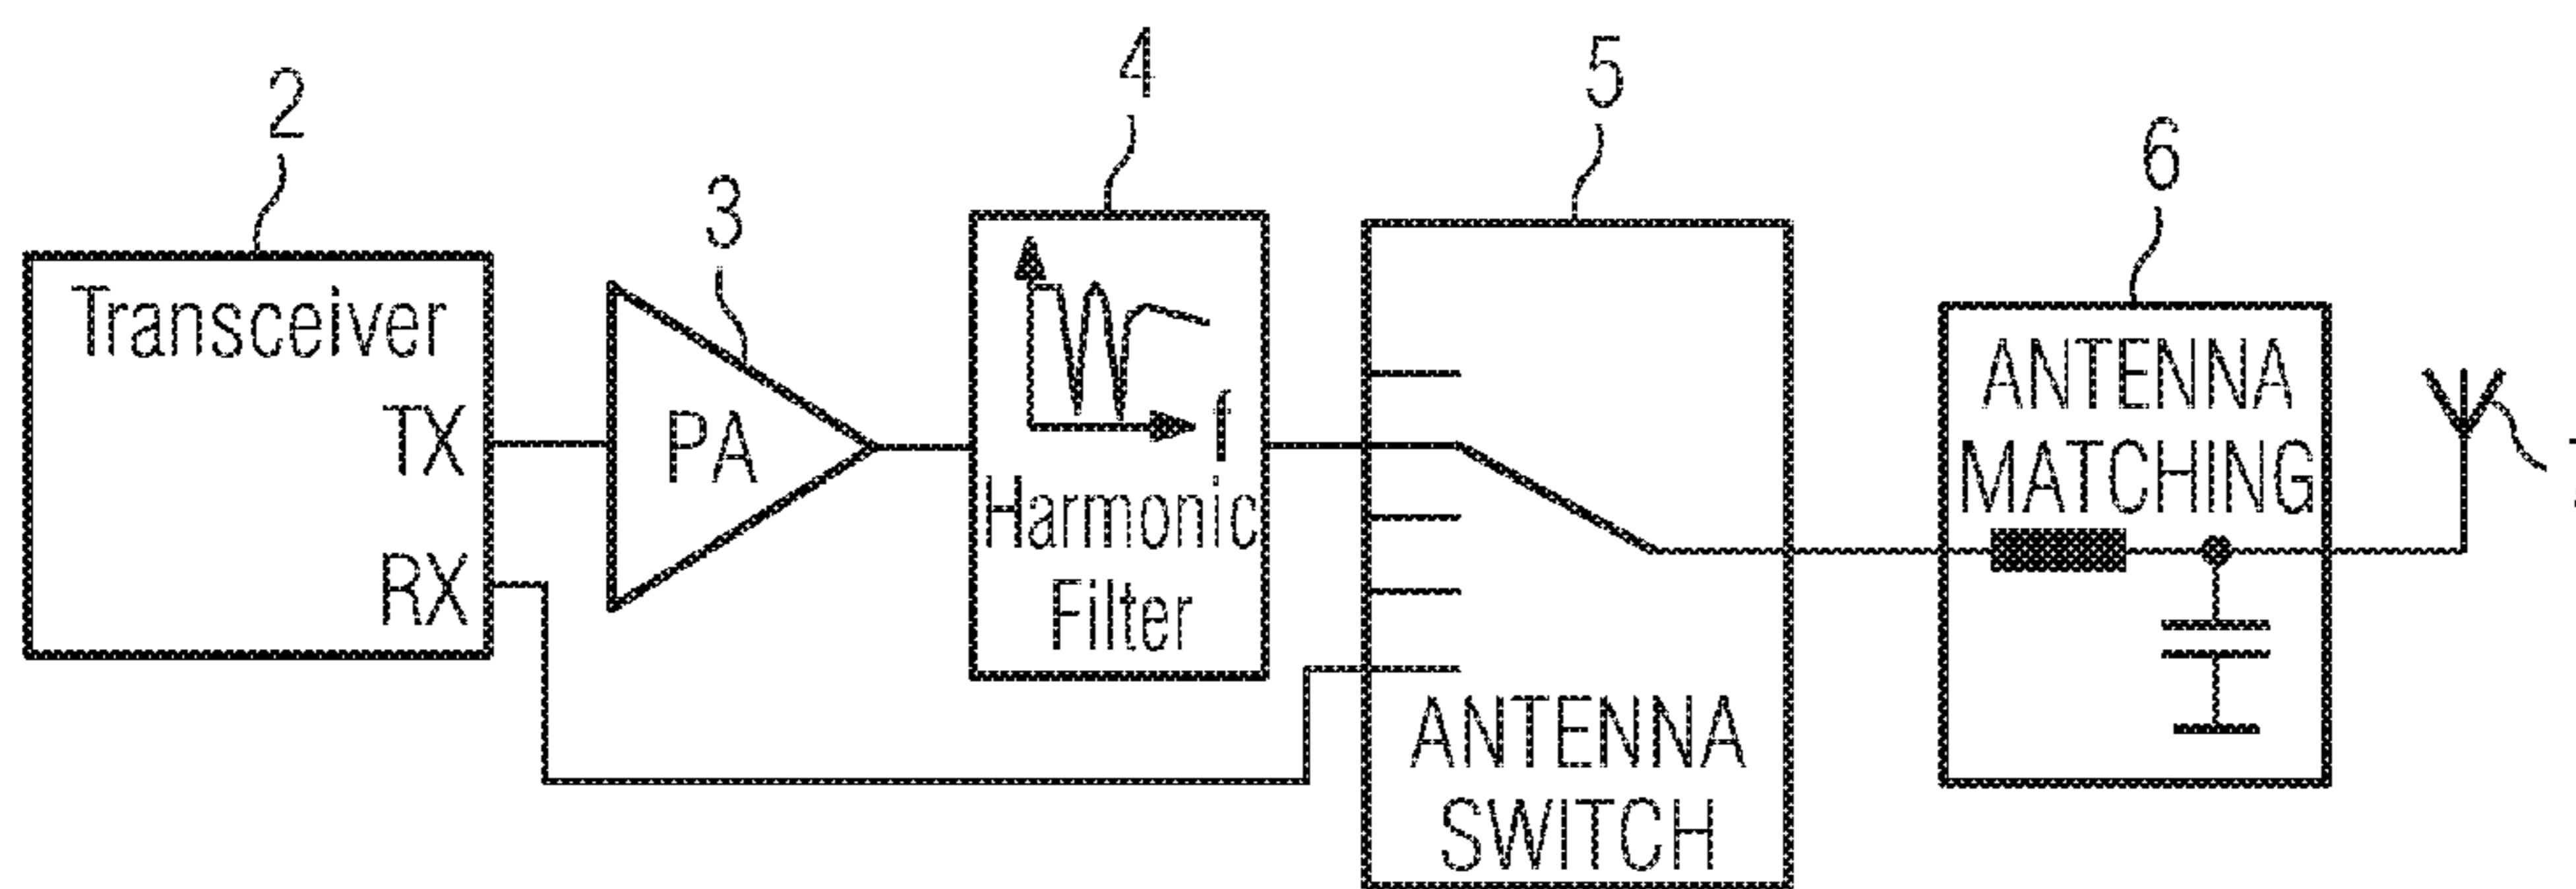 2
3
4
5
6
Transceiver
TX
RX
PA
f
Harmonic
Filter
ANTENNA
SWITCH
ANTENNA
MATCHING